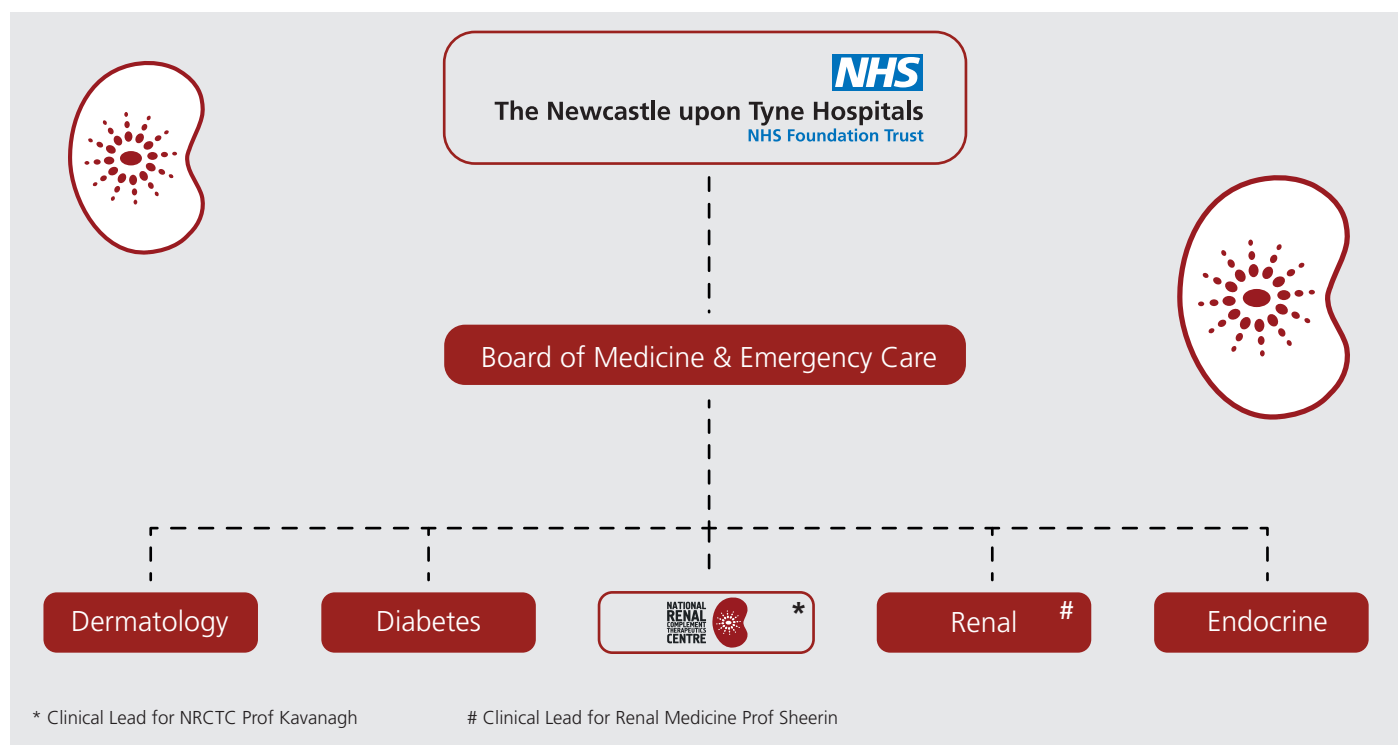 NHS
The Newcastle upon Tyne Hospitals
NHS Foundation Trust
Board of Medicine & Emergency Care
Dermatology
Diabetes
NATIONAL
RENAL
COMPLEMENT
THERAPEUTICS
CENTRE
*
Renal #
Endocrine
* Clinical Lead for NRCTC Prof Kavanagh
# Clinical Lead for Renal Medicine Prof Sheerin